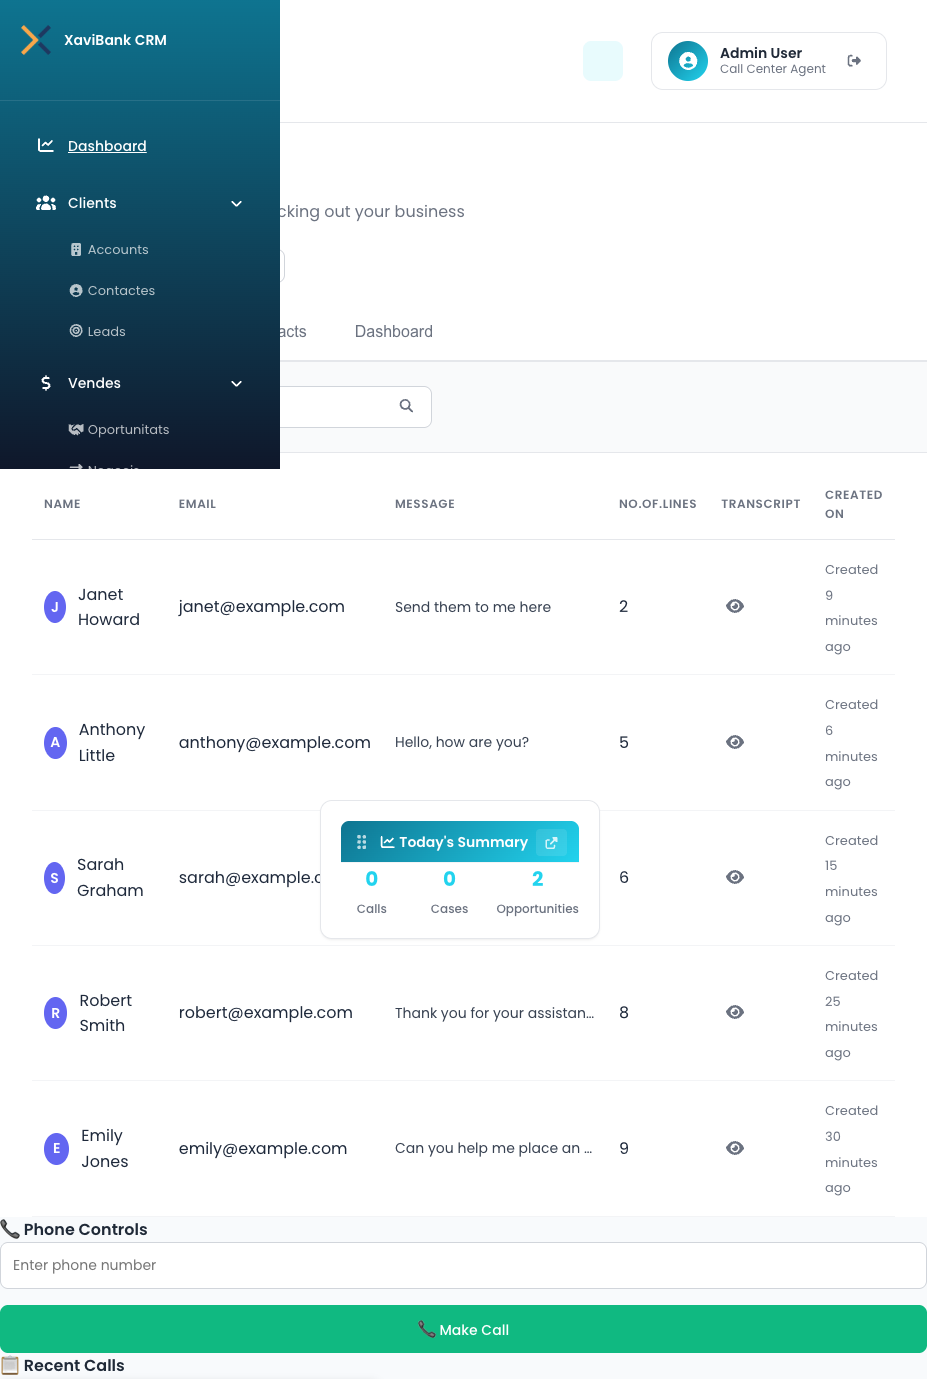 XaviBank CRM
Admin User
Call Center Agent
Dashboard
Clients
Accounts
Contactes
Leads
Vendes
Oportunitats
cking out your business
acts
Dashboard
NAME
EMAIL
MESSAGE
NO.OF.LINES
TRANSCRIPT
CREATED
ON
J
Janet
Howard
janet@example.com
Send them to me here
2
Created
9
minutes
ago
A
Anthony
Little
anthony@example.com
Hello, how are you?
5
Created
6
minutes
ago
S
Sarah
Graham
sarah@example.c
6
Created
15
minutes
ago
Today's Summary
0
0
2
Calls
Cases
Opportunities
R
Robert
Smith
robert@example.com
Thank you for your assistan...
8
Created
25
minutes
ago
E
Emily
Jones
emily@example.com
Can you help me place an ...
9
Created
30
minutes
ago
Phone Controls
Enter phone number
Make Call
Recent Calls